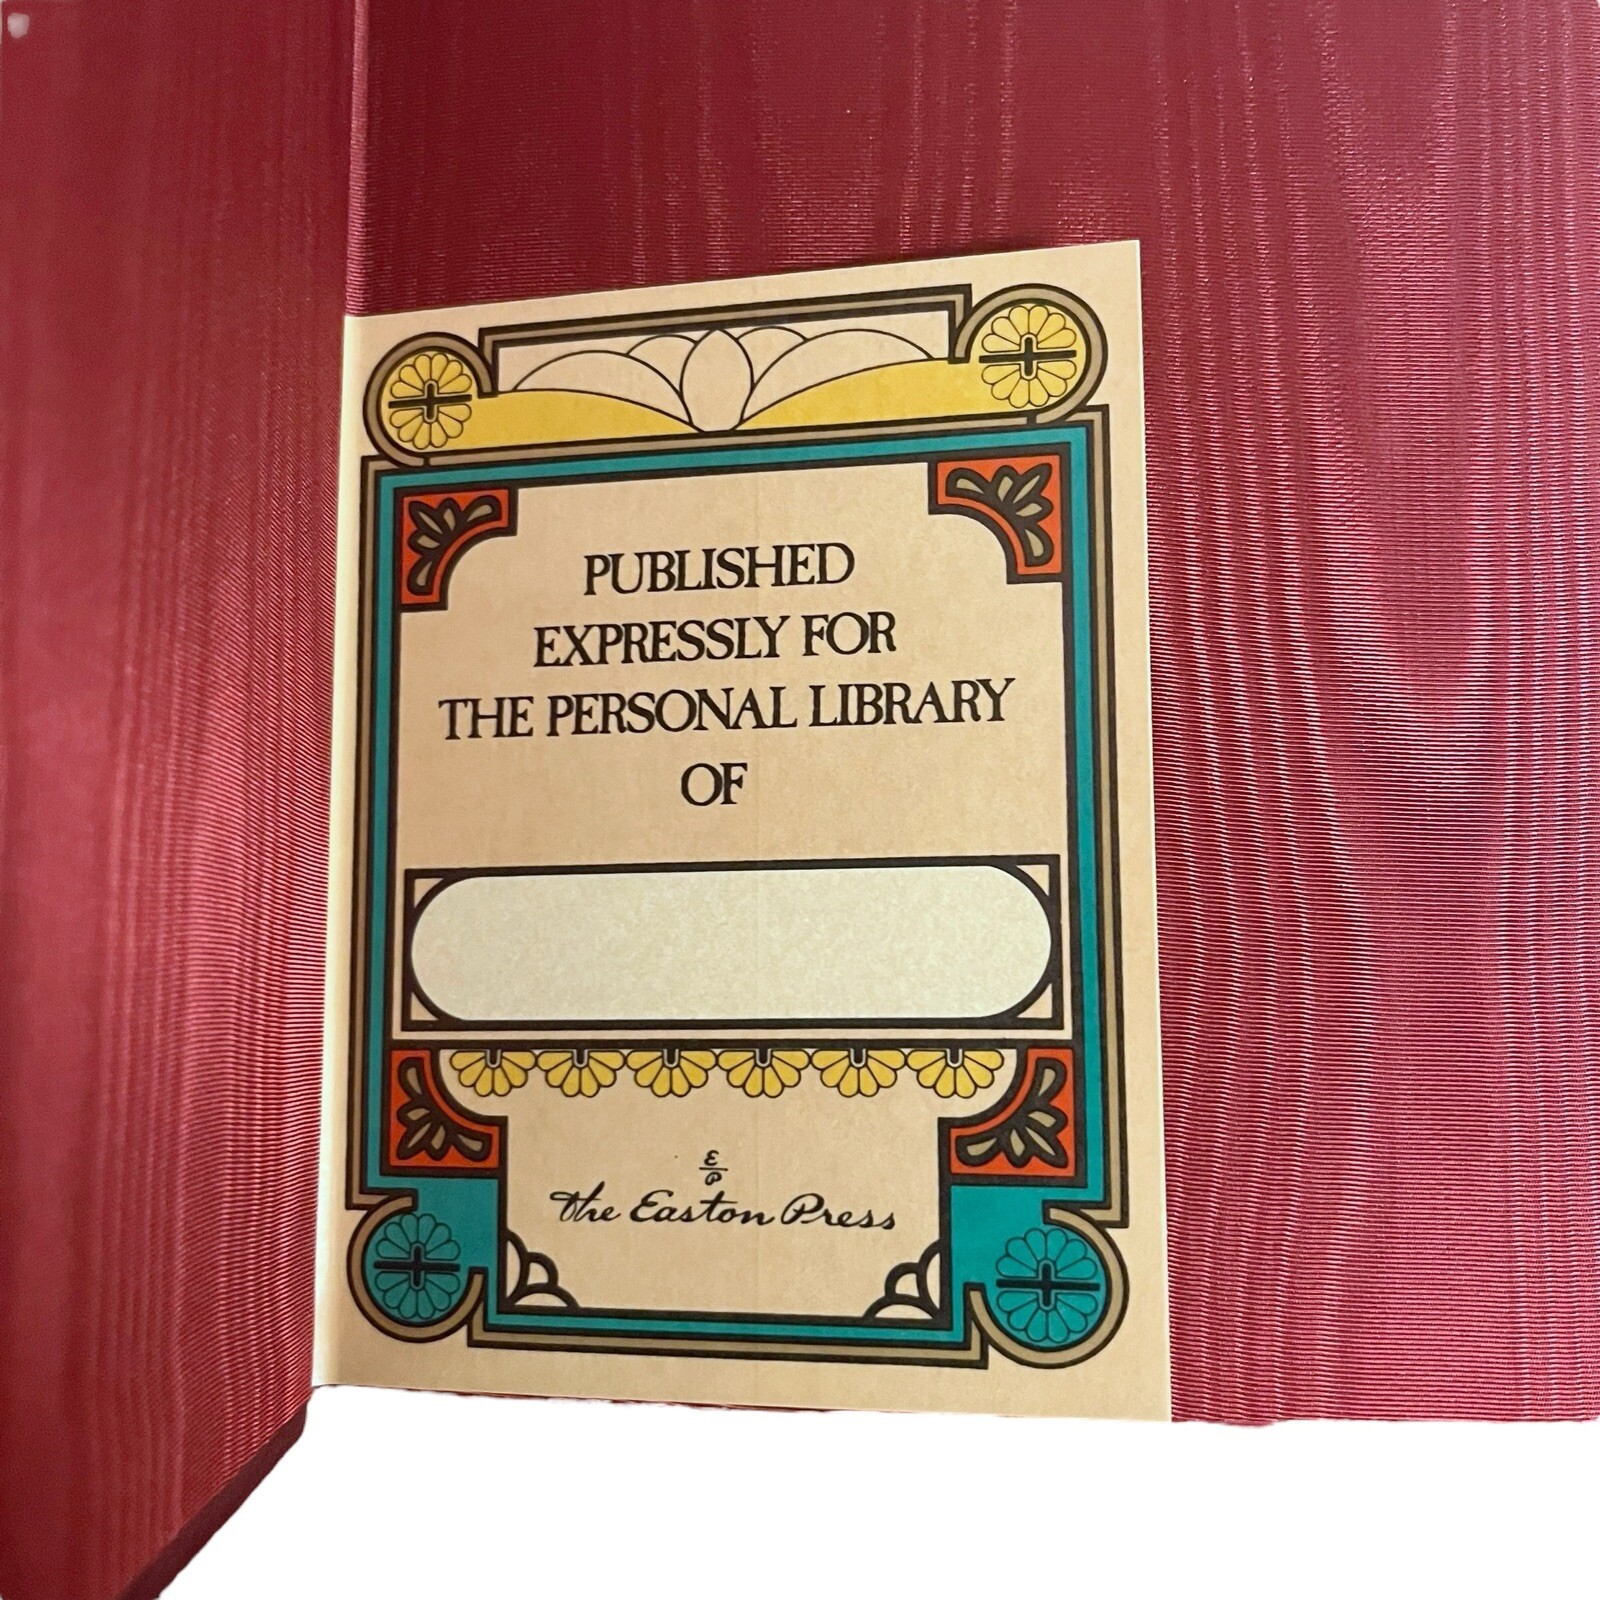 PUBLISHED
EXPRESSLY FOR
THE PERSONAL LIBRARY
OF
E
P
The Easton Press